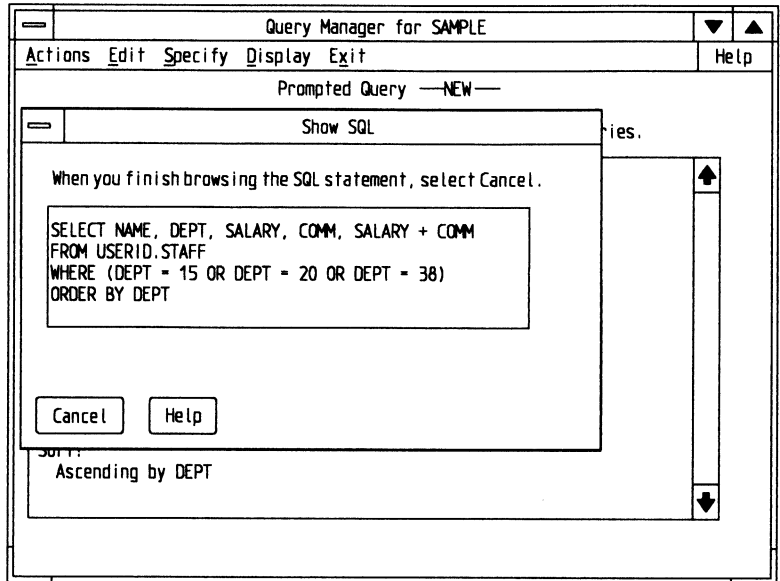 Query Manager for SAMPLE
Actions Edit Specify Display Exit Help
Prompted Query —NEW—
Show SQL
ries.
When you finish browsing the SQL statement, select Cancel.
SELECT NAME, DEPT, SALARY, COMM, SALARY + COMM
FROM USERID.STAFF
WHERE (DEPT = 15 OR DEPT = 20 OR DEPT = 38)
ORDER BY DEPT
Cancel Help
Sort:
Ascending by DEPT